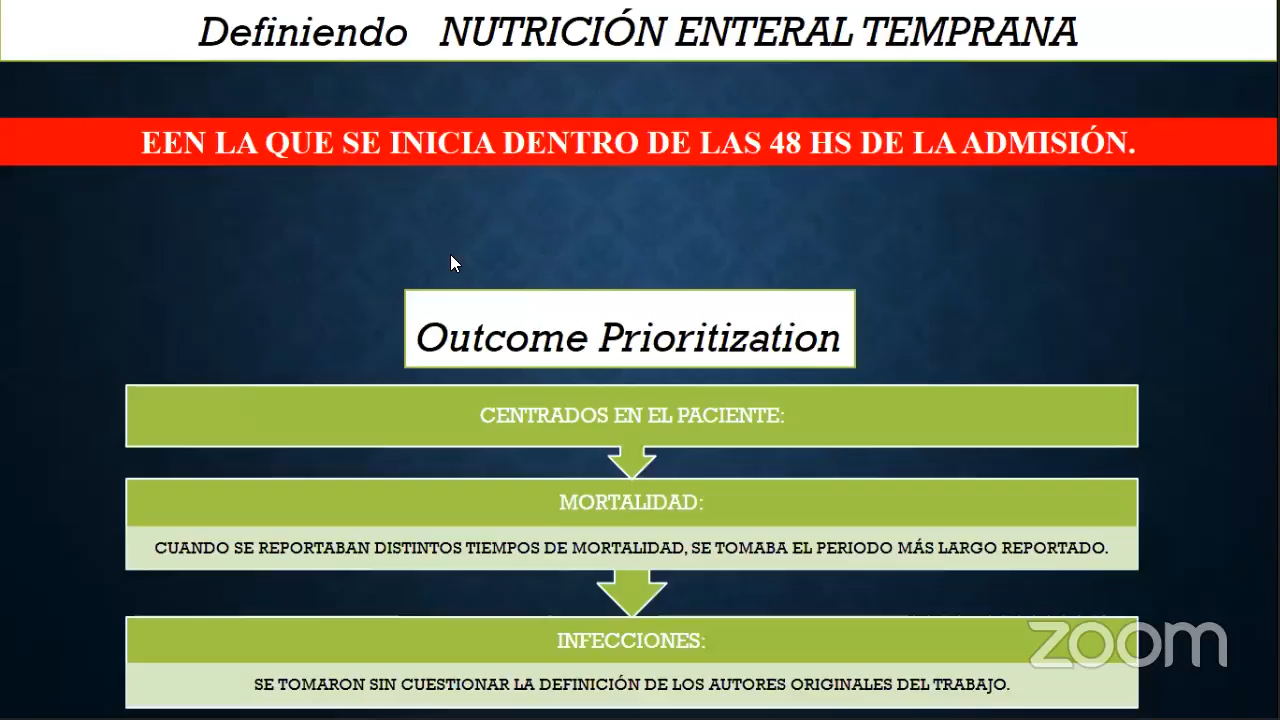 Definiendo NUTRICIÓN ENTERAL TEMPRANA
EEN LA QUE SE INICIA DENTRO DE LAS 48 HS DE LA ADMISIÓN.
Outcome Prioritization
CENTRADOS EN EL PACIENTE:
MORTALIDAD:
CUANDO SE REPORTABAN DISTINTOS TIEMPOS DE MORTALIDAD, SE TOMABA EL PERIODO MÁS LARGO REPORTADO.
INFECCIONES:
SE TOMARON SIN CUESTIONAR LA DEFINICIÓN DE LOS AUTORES ORIGINALES DEL TRABAJO.
zoom